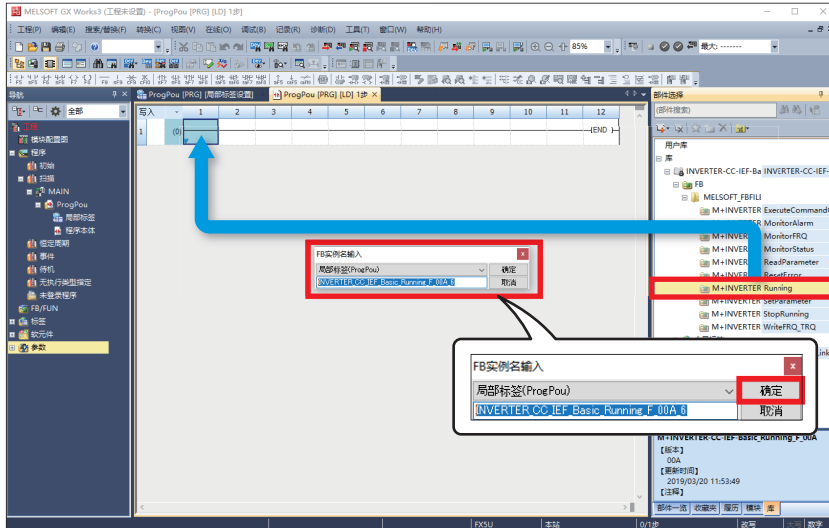 MELSOFT GX Works3 (工程未设置) - [ProgPou [PRG] [LD] 1步]
工程(P) 编辑(E) 搜索/替换(F) 转换(C) 视图(V) 在线(O) 调试(B) 记录(R) 诊断(D) 工具(T) 窗口(W) 帮助(H)
85%
最大: -------
导航
全部
工程
模块配置图
程序
初始
扫描
MAIN
ProgPou
局部标签
程序本体
恒定周期
事件
待机
无执行类型指定
未登录程序
FB/FUN
标签
软元件
参数
ProgPou [PRG] [局部标签设置]
ProgPou [PRG] [LD] 1步
写入 1 2 3 4 5 6 7 8 9 10 11 12
1 (0) [END ]
FB实例名输入
局部标签(ProgPou)
确定
INVERTER_CC_IEF_Basic_Running_F_00A_6
取消
FB实例名输入
局部标签(ProgPou)
确定
INVERTER_CC_IEF_Basic_Running_F_00A_6
取消
部件选择
(部件搜索)
用户库
库
INVERTER-CC-IEF-Ba INVERTER-CC-IEF-
FB
MELSOFT_FBFILI
M+INVERTER ExecuteCommand
M+INVERTER MonitorAlarm
M+INVERTER MonitorFRQ
M+INVERTER MonitorStatus
M+INVERTER ReadParameter
M+INVERTER ResetError
M+INVERTER Running
M+INVERTER SetParameter
M+INVERTER StopRunning
M+INVERTER WriteFRQ_TRQ
M+INVERTER-CC-IEF-Basic_Running_F_00A
【版本】
00A
【更新时间】
2019/03/20 11:53:49
【注释】
部件一览 收藏夹 履历 模块 库
FX5U 本站 0/1步 改写 大写 数字